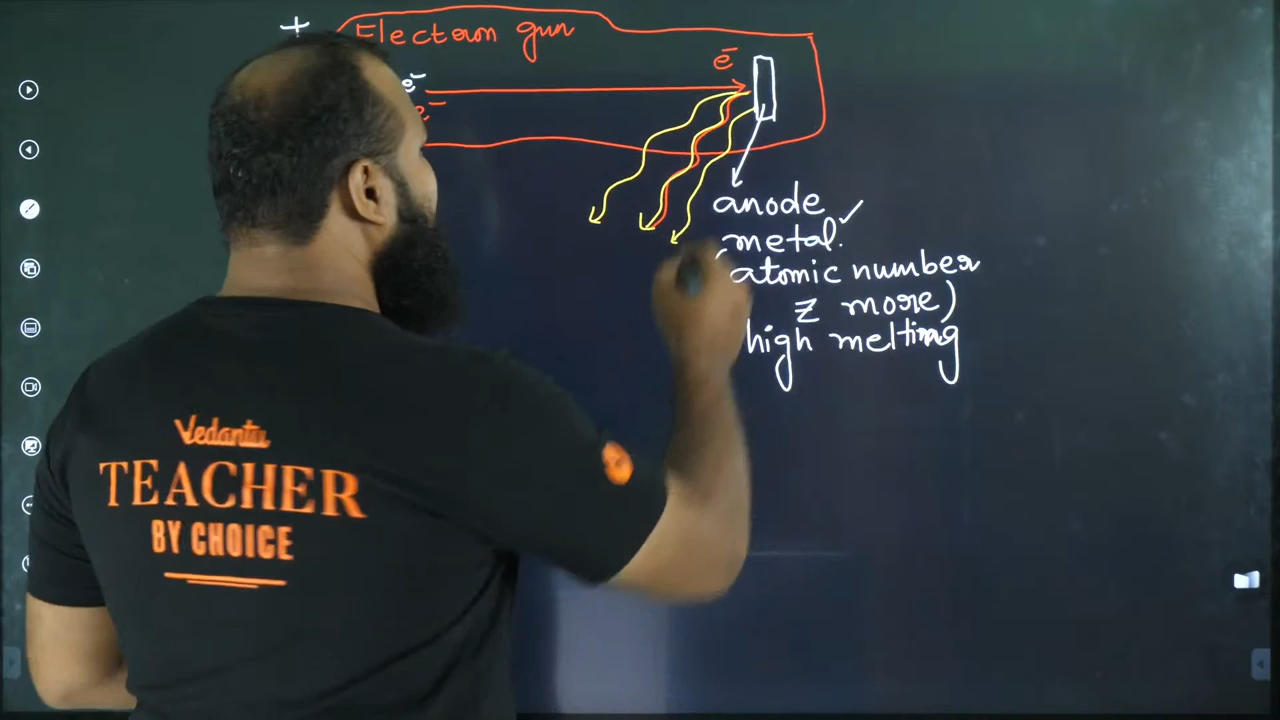 +
Electron gun
e⁻
e⁻
e⁻
anode
metal.
(atomic number
Z more)
high melting
Vedantu
TEACHER
BY CHOICE